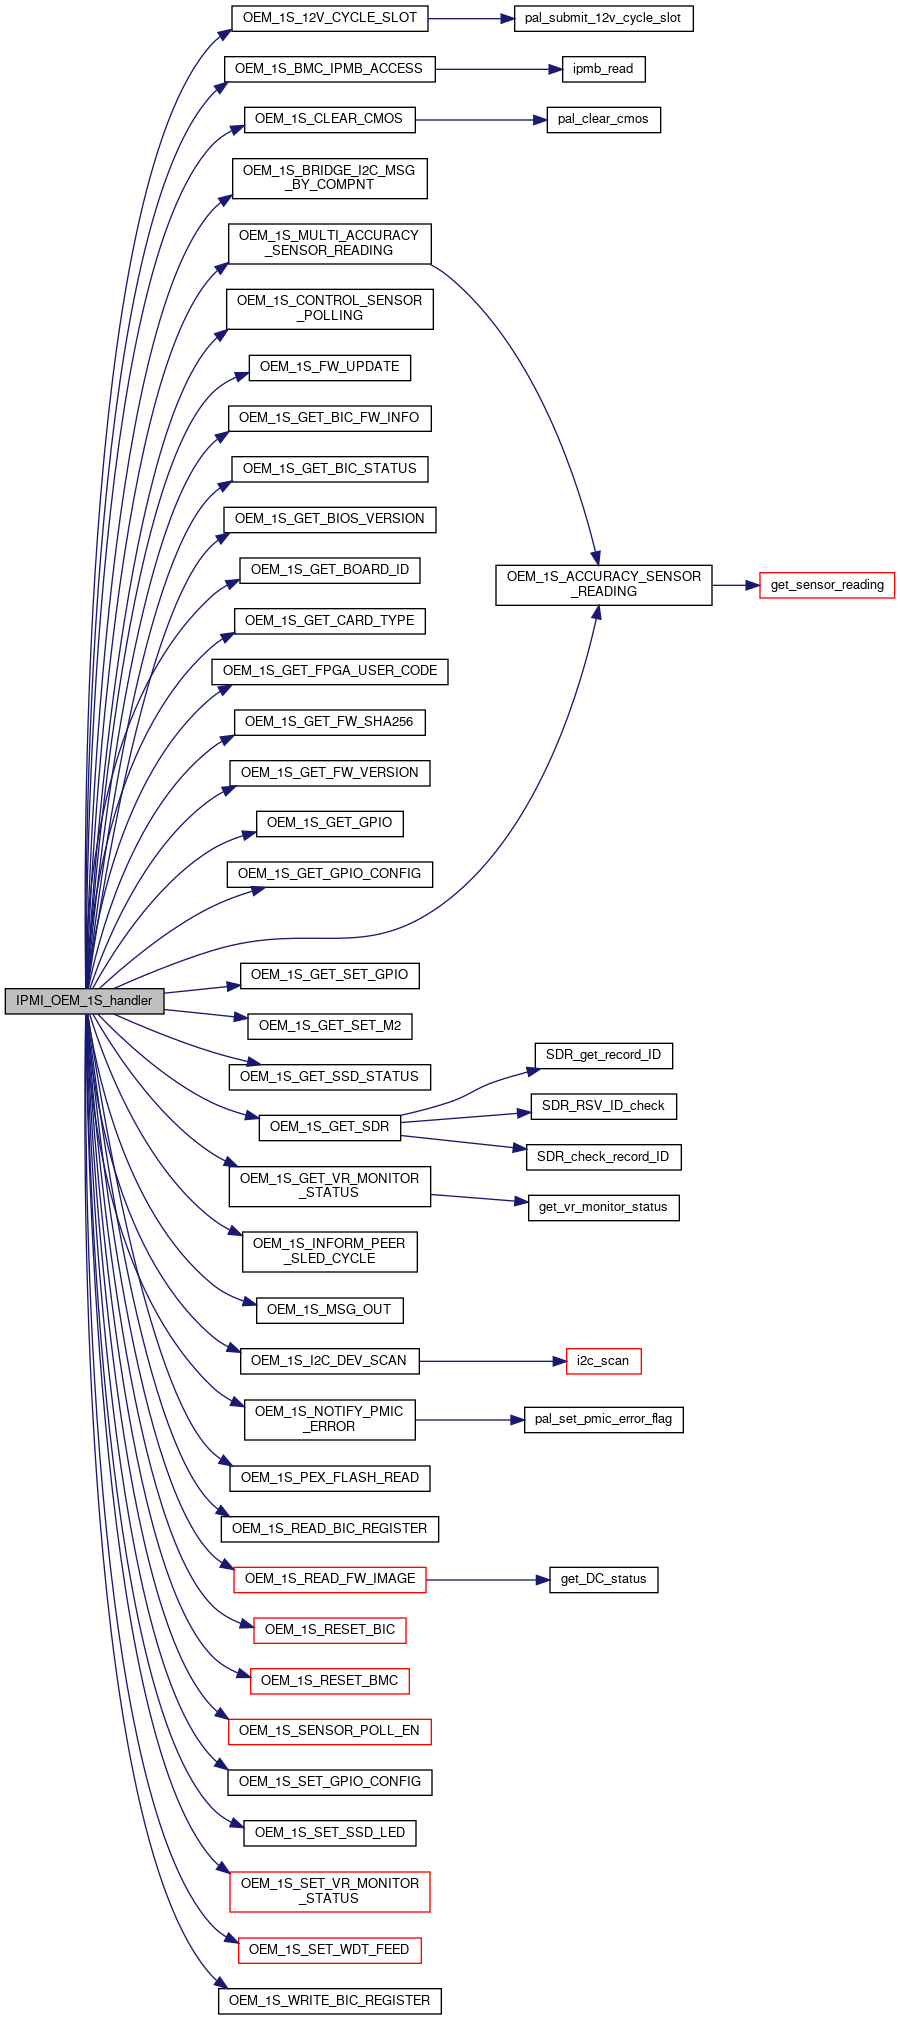 OEM_1S_12V_CYCLE_SLOT
pal_submit_12v_cycle_slot
OEM_1S_BMC_IPMB_ACCESS
ipmb_read
OEM_1S_CLEAR_CMOS
pal_clear_cmos
OEM_1S_BRIDGE_I2C_MSG
_BY_COMPNT
OEM_1S_MULTI_ACCURACY
_SENSOR_READING
OEM_1S_CONTROL_SENSOR
_POLLING
OEM_1S_FW_UPDATE
OEM_1S_GET_BIC_FW_INFO
OEM_1S_GET_BIC_STATUS
OEM_1S_GET_BIOS_VERSION
OEM_1S_GET_BOARD_ID
OEM_1S_ACCURACY_SENSOR
_READING
get_sensor_reading
OEM_1S_GET_CARD_TYPE
OEM_1S_GET_FPGA_USER_CODE
OEM_1S_GET_FW_SHA256
OEM_1S_GET_FW_VERSION
OEM_1S_GET_GPIO
OEM_1S_GET_GPIO_CONFIG
OEM_1S_GET_SET_GPIO
IPMI_OEM_1S_handler
OEM_1S_GET_SET_M2
SDR_get_record_ID
OEM_1S_GET_SSD_STATUS
SDR_RSV_ID_check
OEM_1S_GET_SDR
SDR_check_record_ID
OEM_1S_GET_VR_MONITOR
_STATUS
get_vr_monitor_status
OEM_1S_INFORM_PEER
_SLED_CYCLE
OEM_1S_MSG_OUT
OEM_1S_I2C_DEV_SCAN
i2c_scan
OEM_1S_NOTIFY_PMIC
_ERROR
pal_set_pmic_error_flag
OEM_1S_PEX_FLASH_READ
OEM_1S_READ_BIC_REGISTER
OEM_1S_READ_FW_IMAGE
get_DC_status
OEM_1S_RESET_BIC
OEM_1S_RESET_BMC
OEM_1S_SENSOR_POLL_EN
OEM_1S_SET_GPIO_CONFIG
OEM_1S_SET_SSD_LED
OEM_1S_SET_VR_MONITOR
_STATUS
OEM_1S_SET_WDT_FEED
OEM_1S_WRITE_BIC_REGISTER